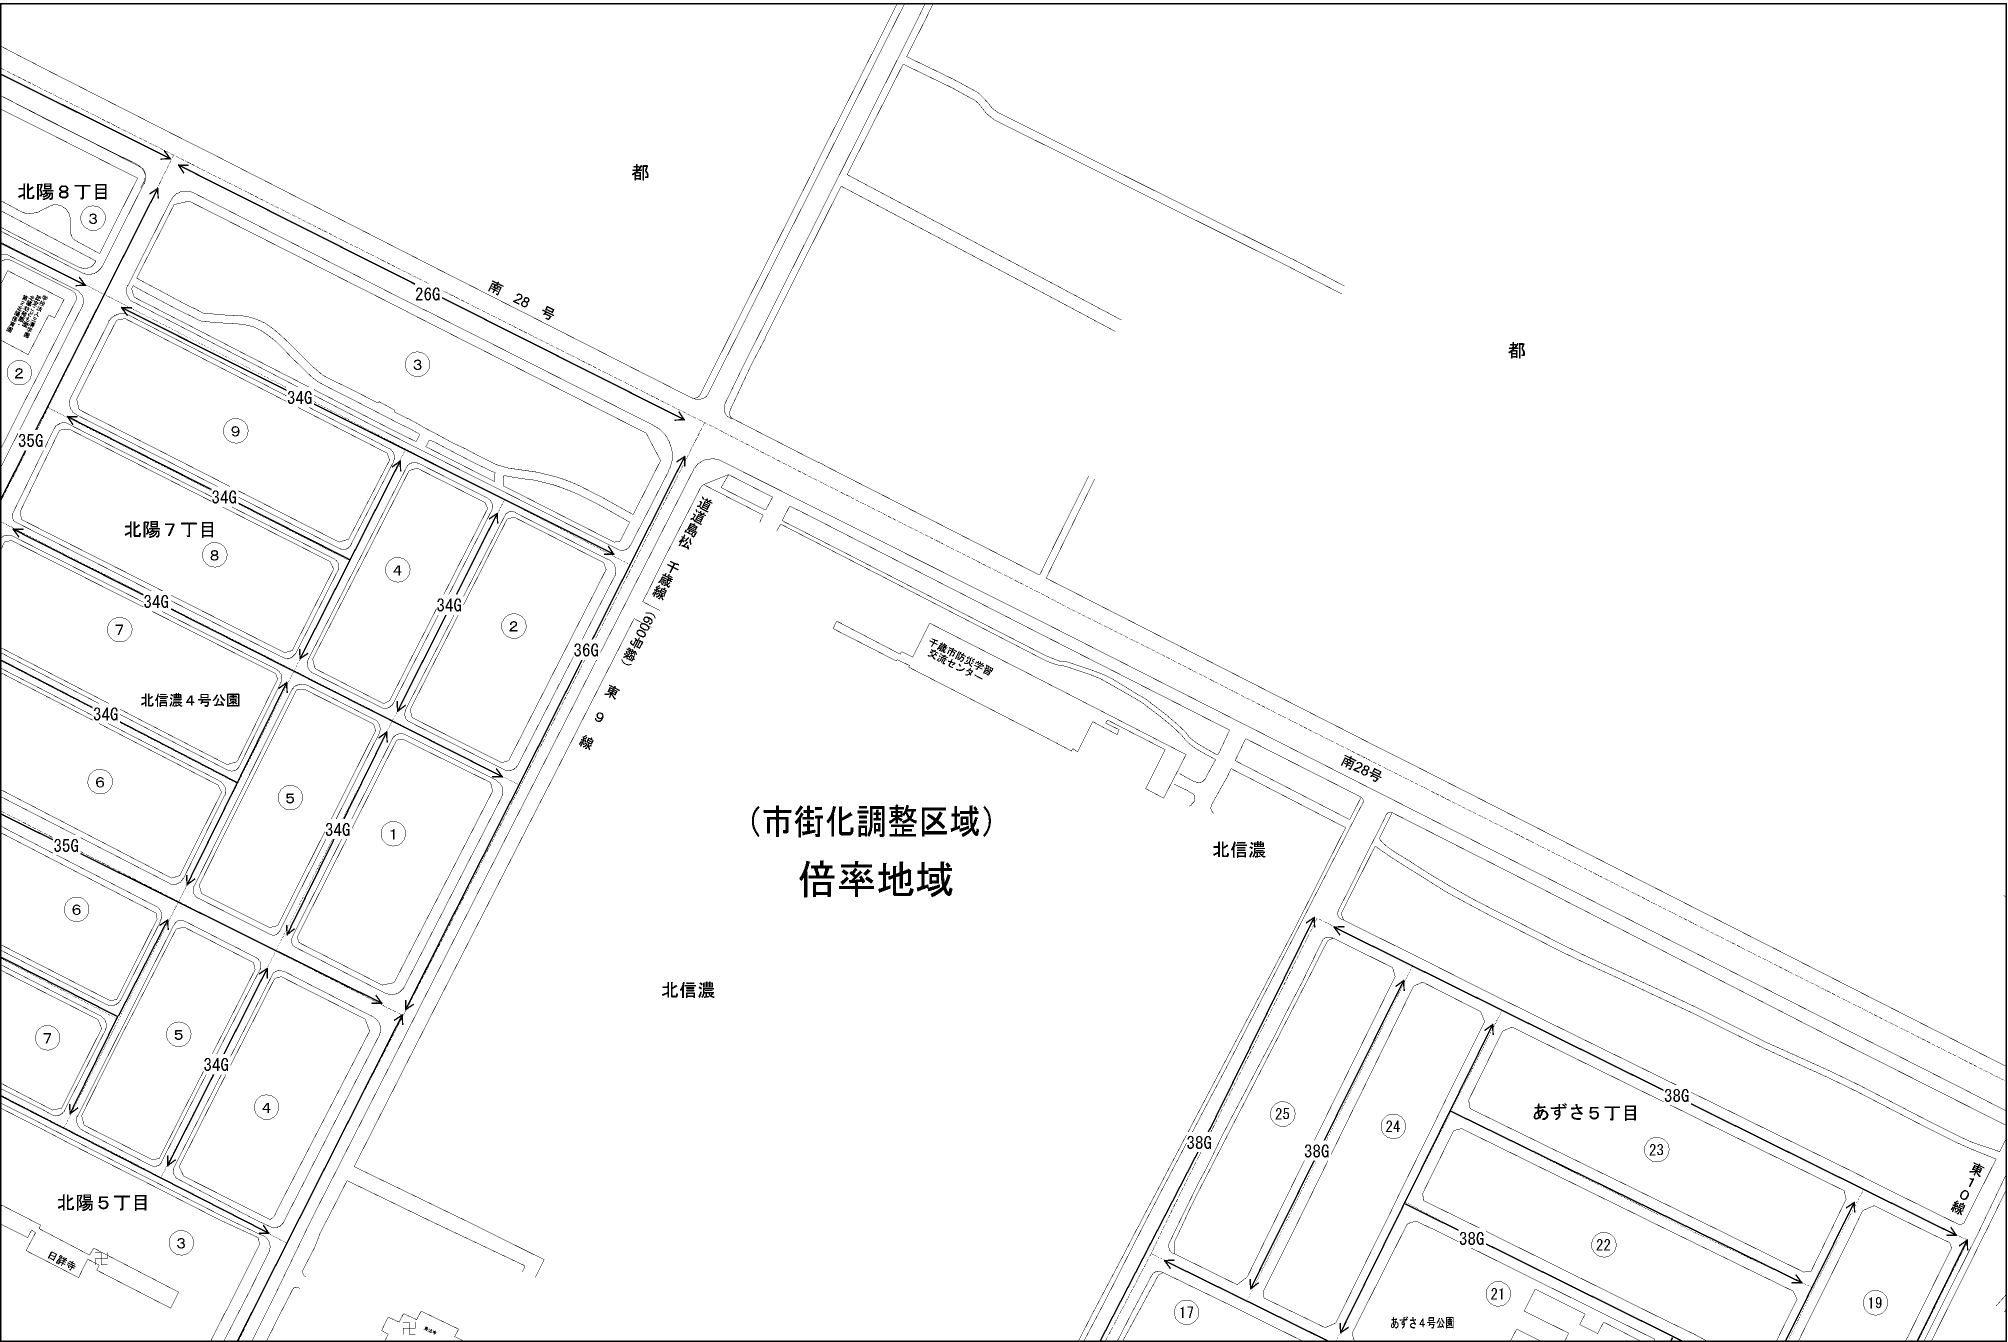 北陽８丁目
③
②
都
都
南 28 号
26G
③
34G
⑨
35G
34G
北陽７丁目
⑧
④
34G
②
34G
⑦
36G
道道島松 千歳線 (600号線) 東 9 線
千歳市防災学習
交流センター
北信濃４号公園
34G
⑥
⑤
34G
①
35G
南28号
(市街化調整区域)
倍率地域
北信濃
北信濃
⑥
⑤
⑦
34G
④
北陽５丁目
③
日詳寺
卍
卍
38G
㉕
38G
㉔
38G
あずさ５丁目
㉓
東10線
38G
㉒
㉑
⑲
⑰
あずさ４号公園